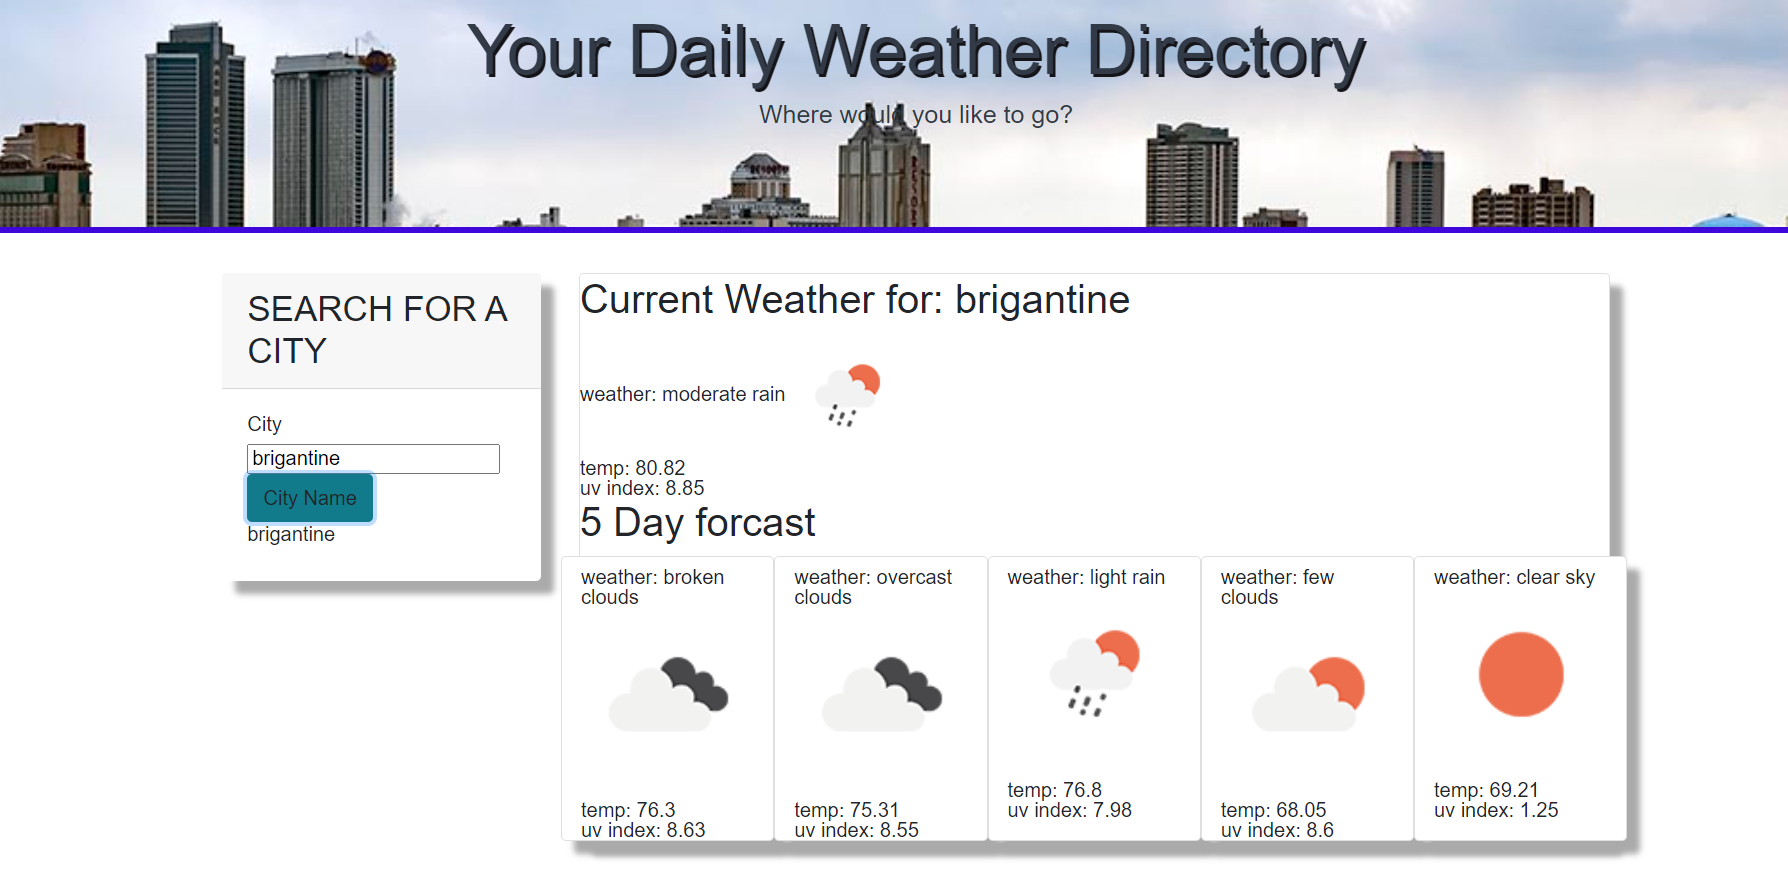 Your Daily Weather Directory
Where would you like to go?
SEARCH FOR A
CITY
City
brigantine
City Name
brigantine
Current Weather for: brigantine
weather: moderate rain
temp: 80.82
uv index: 8.85
5 Day forcast
weather: broken
clouds
temp: 76.3
uv index: 8.63
weather: overcast
clouds
temp: 75.31
uv index: 8.55
weather: light rain
temp: 76.8
uv index: 7.98
weather: few
clouds
temp: 68.05
uv index: 8.6
weather: clear sky
temp: 69.21
uv index: 1.25